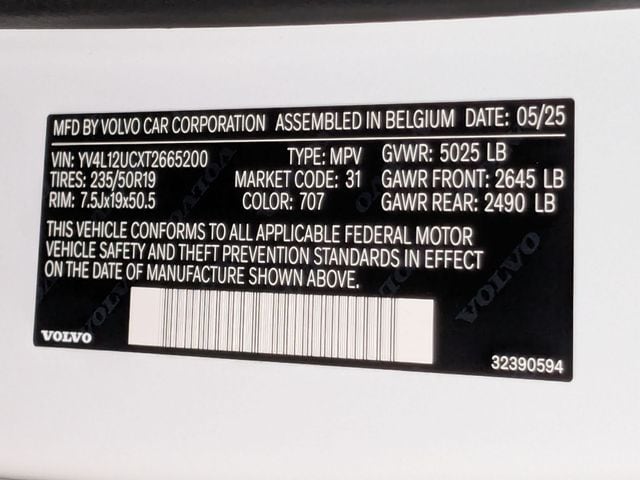 MFD BY VOLVO CAR CORPORATION ASSEMBLED IN BELGIUM DATE: 05/25
VIN: YV4L12UCXT2665200 TYPE: MPV GVWR: 5025 LB
TIRES: 235/50R19 MARKET CODE: 31 GAWR FRONT: 2645 LB
RIM: 7.5Jx19x50.5 COLOR: 707 GAWR REAR: 2490 LB
THIS VEHICLE CONFORMS TO ALL APPLICABLE FEDERAL MOTOR
VEHICLE SAFETY AND THEFT PREVENTION STANDARDS IN EFFECT
ON THE DATE OF MANUFACTURE SHOWN ABOVE.
VOLVO
32390594